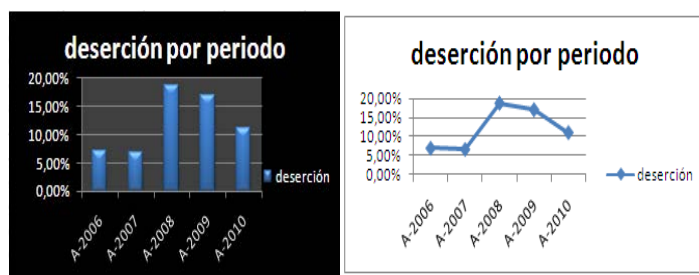 deserción por periodo
20,00%
15,00%
10,00%
5,00%
0,00%
A-2006
A-2007
A-2008
A-2009
A-2010
deserción
deserción por periodo
20,00%
15,00%
10,00%
5,00%
0,00%
A-2006
A-2007
A-2008
A-2009
A-2010
deserción